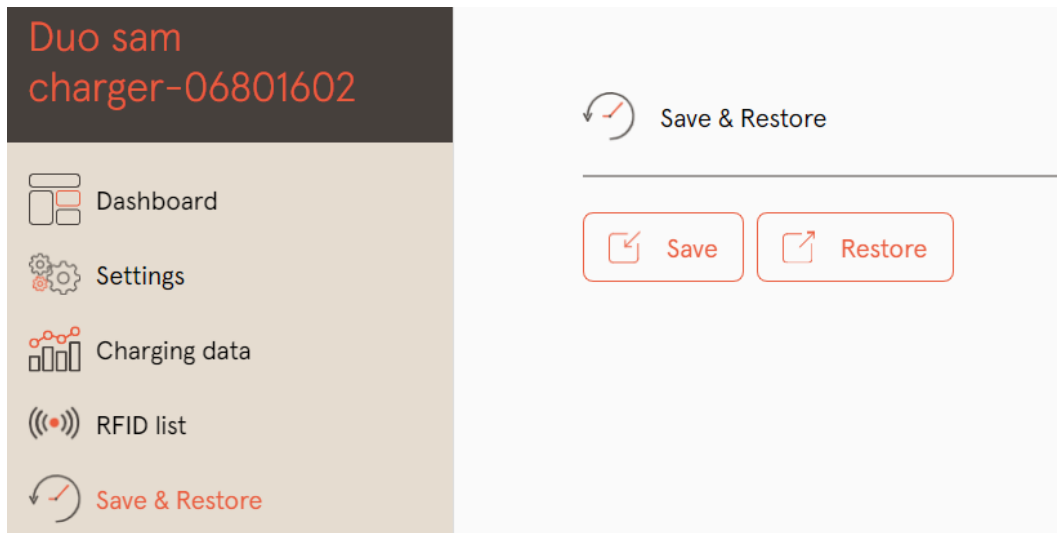 Duo sam
charger-06801602
Dashboard
Settings
Charging data
RFID list
Save & Restore
Save & Restore
Save
Restore